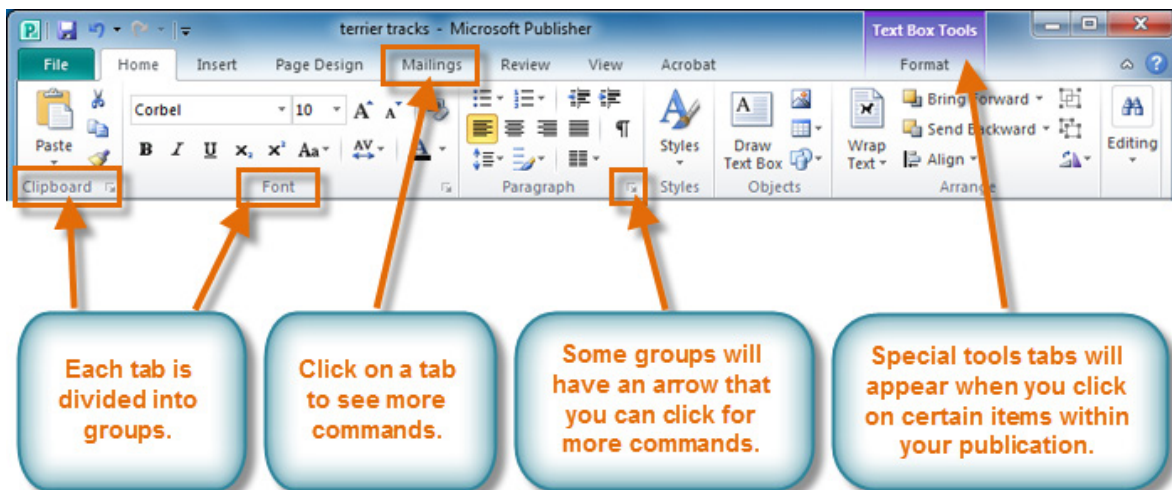 terrier tracks - Microsoft Publisher
Text Box Tools
File Home Insert Page Design Mailings Review View Acrobat Format
Corbel 10 A A
Paste
B I U x₂ x² Aa AV A
¶
Styles
Draw
Text Box
Wrap
Text
Bring Forward
Send Backward
Align
Editing
Clipboard Font Paragraph Styles Objects Arrange
Each tab is
divided into
groups.
Click on a tab
to see more
commands.
Some groups will
have an arrow that
you can click for
more commands.
Special tools tabs will
appear when you click
on certain items within
your publication.